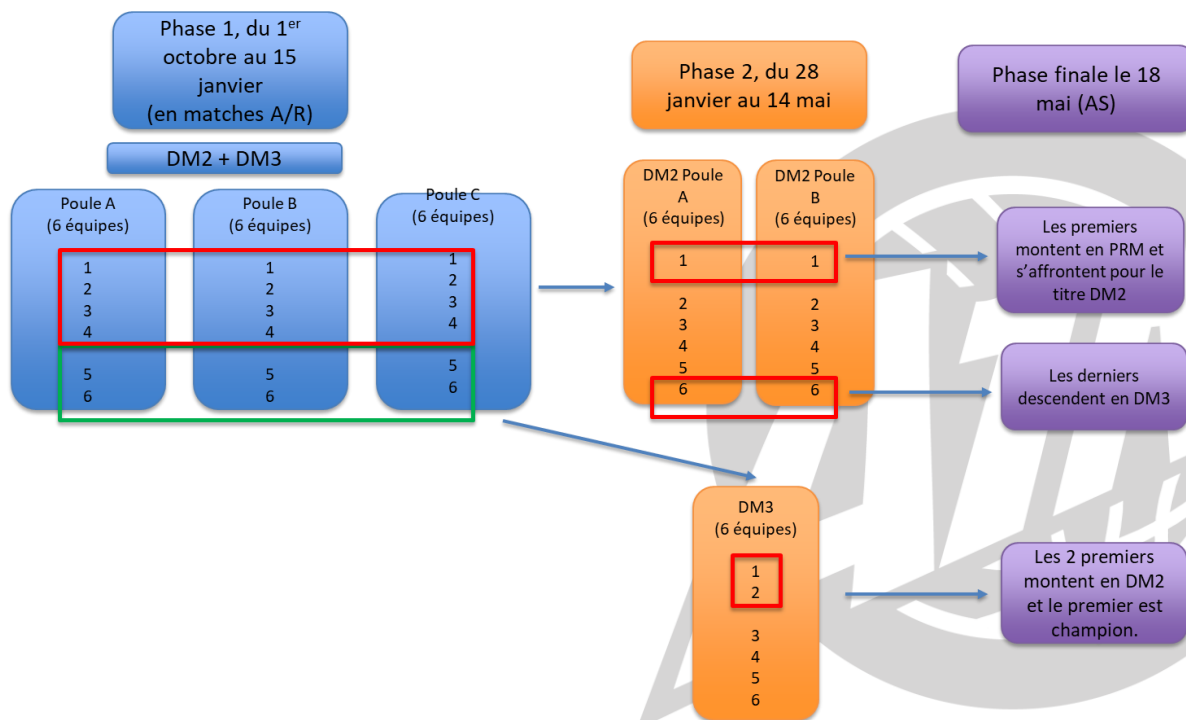 Phase 1, du 1er
octobre au 15
janvier
(en matches A/R)
DM2 + DM3
Poule A
(6 équipes)
1
2
3
4
5
6
Poule B
(6 équipes)
1
2
3
4
5
6
Poule C
(6 équipes)
1
2
3
4
5
6
Phase 2, du 28
janvier au 14 mai
DM2 Poule
A
(6 équipes)
1
2
3
4
5
6
DM2 Poule
B
(6 équipes)
1
2
3
4
5
6
DM3
(6 équipes)
1
2
3
4
5
6
Phase finale le 18
mai (AS)
Les premiers
montent en PRM et
s’affrontent pour le
titre DM2
Les derniers
descendent en DM3
Les 2 premiers
montent en DM2
et le premier est
champion.